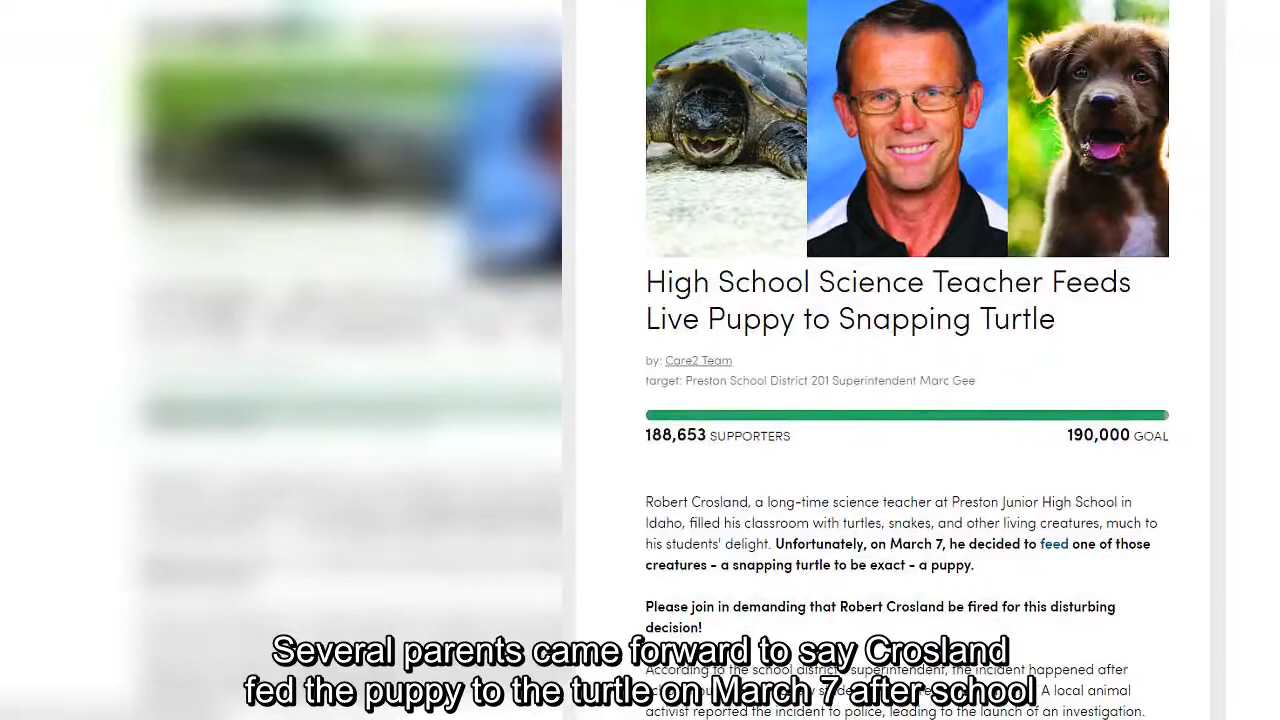 High School Science Teacher Feeds
Live Puppy to Snapping Turtle
by: Care2 Team
target: Preston School District 201 Superintendent Marc Gee
188,653 SUPPORTERS
190,000 GOAL
Robert Crosland, a long-time science teacher at Preston Junior High School in
Idaho, filled his classroom with turtles, snakes, and other living creatures, much to
his students' delight. Unfortunately, on March 7, he decided to feed one of those
creatures - a snapping turtle to be exact - a puppy.
Please join in demanding that Robert Crosland be fired for this disturbing
decision!
According to the school district superintendent, the incident happened after
A local animal
activist reported the incident to police, leading to the launch of an investigation.
Several parents came forward to say Crosland
fed the puppy to the turtle on March 7 after school